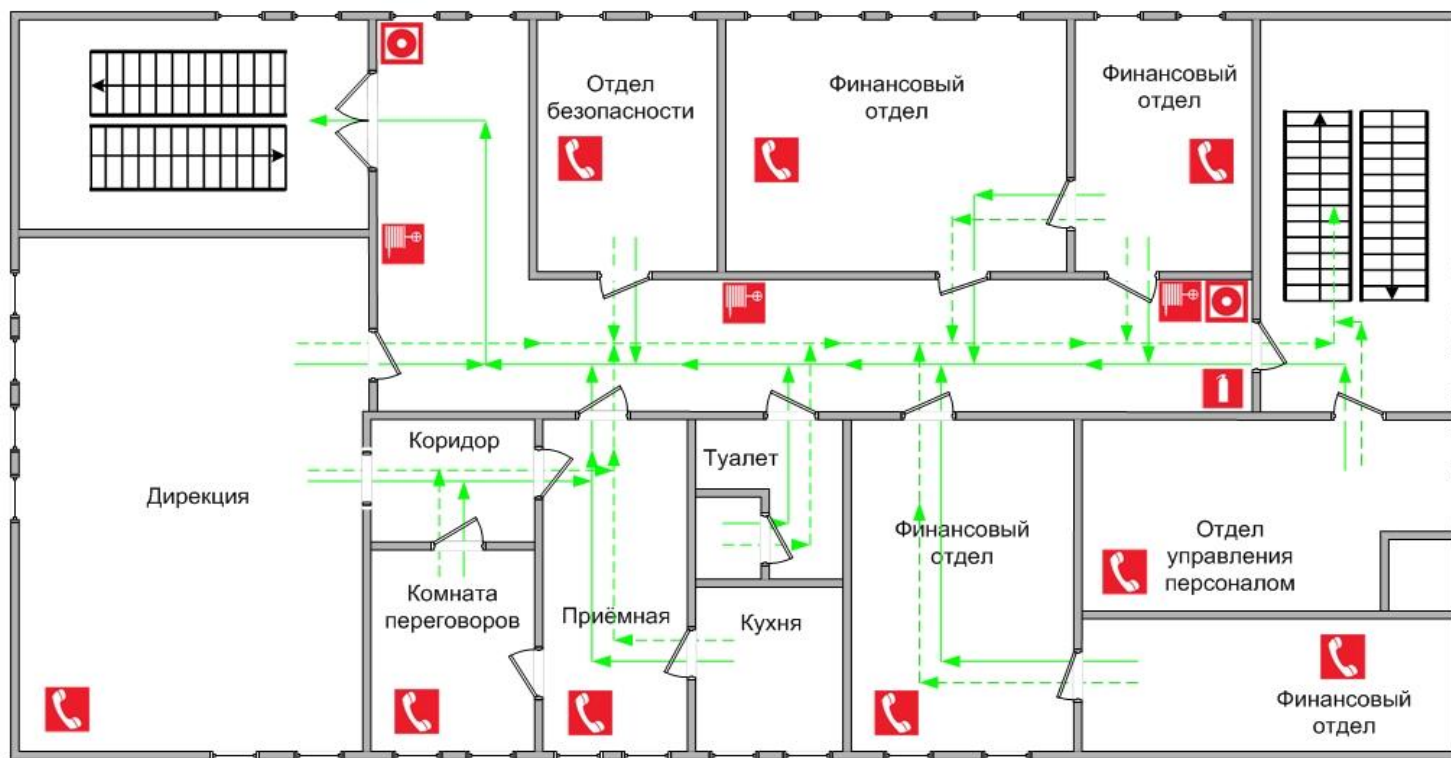 Отдел
безопасности
Финансовый
отдел
Финансовый
отдел
Коридор
Дирекция
Туалет
Финансовый
отдел
Отдел
управления
персоналом
Комната
переговоров
Приёмная
Кухня
Финансовый
отдел